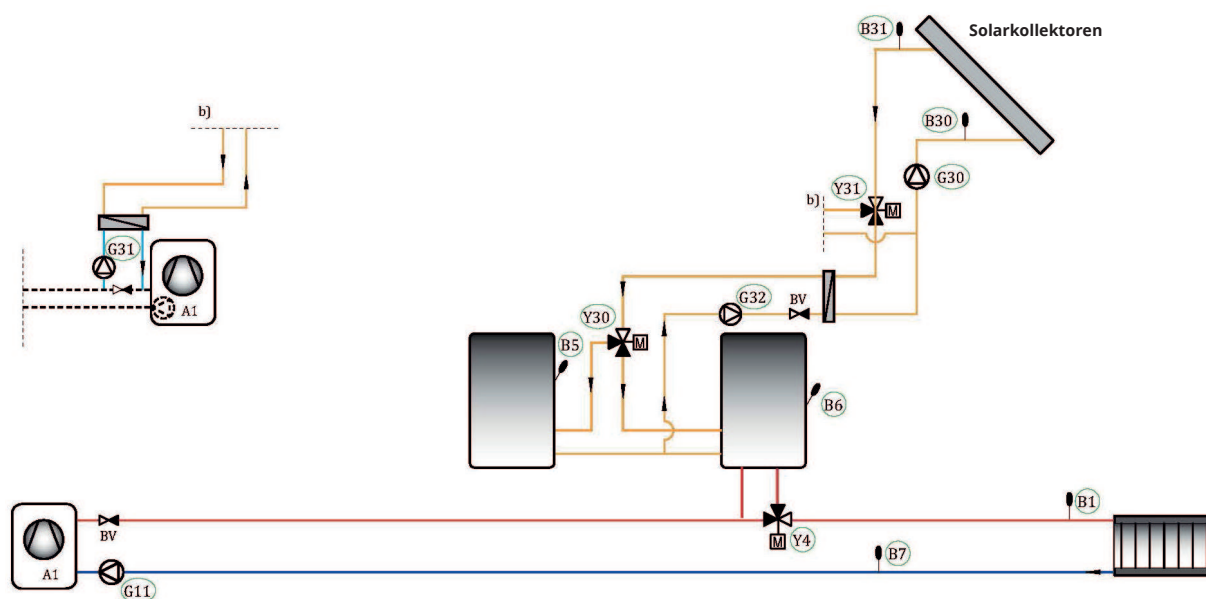 B31
Solarkollektoren
b)
B30
G30
Y31
M
b)
G31
A1
G32
BV
Y30
M
B5
B6
B1
BV
Y4
M
B7
A1
G11